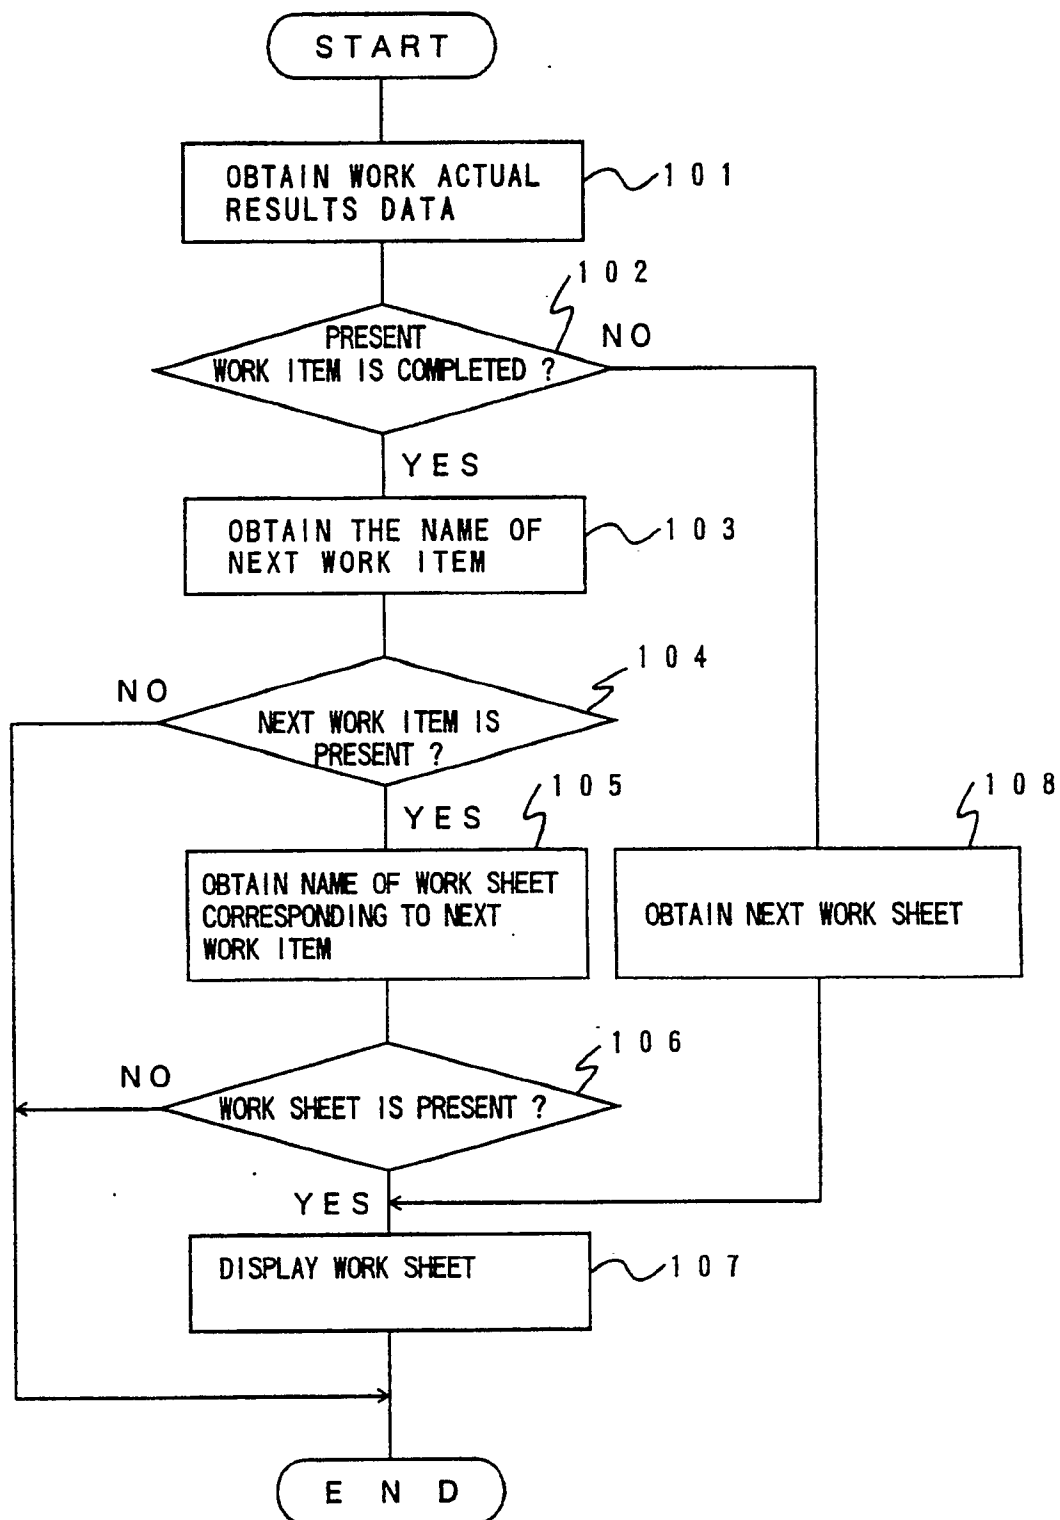 START
OBTAIN WORK ACTUAL
RESULTS DATA
101
102
PRESENT
WORK ITEM IS COMPLETED ?
NO
YES
OBTAIN THE NAME OF
NEXT WORK ITEM
103
104
NO
NEXT WORK ITEM IS
PRESENT ?
YES
105
108
OBTAIN NAME OF WORK SHEET
CORRESPONDING TO NEXT
WORK ITEM
OBTAIN NEXT WORK SHEET
106
NO
WORK SHEET IS PRESENT ?
YES
DISPLAY WORK SHEET
107
END